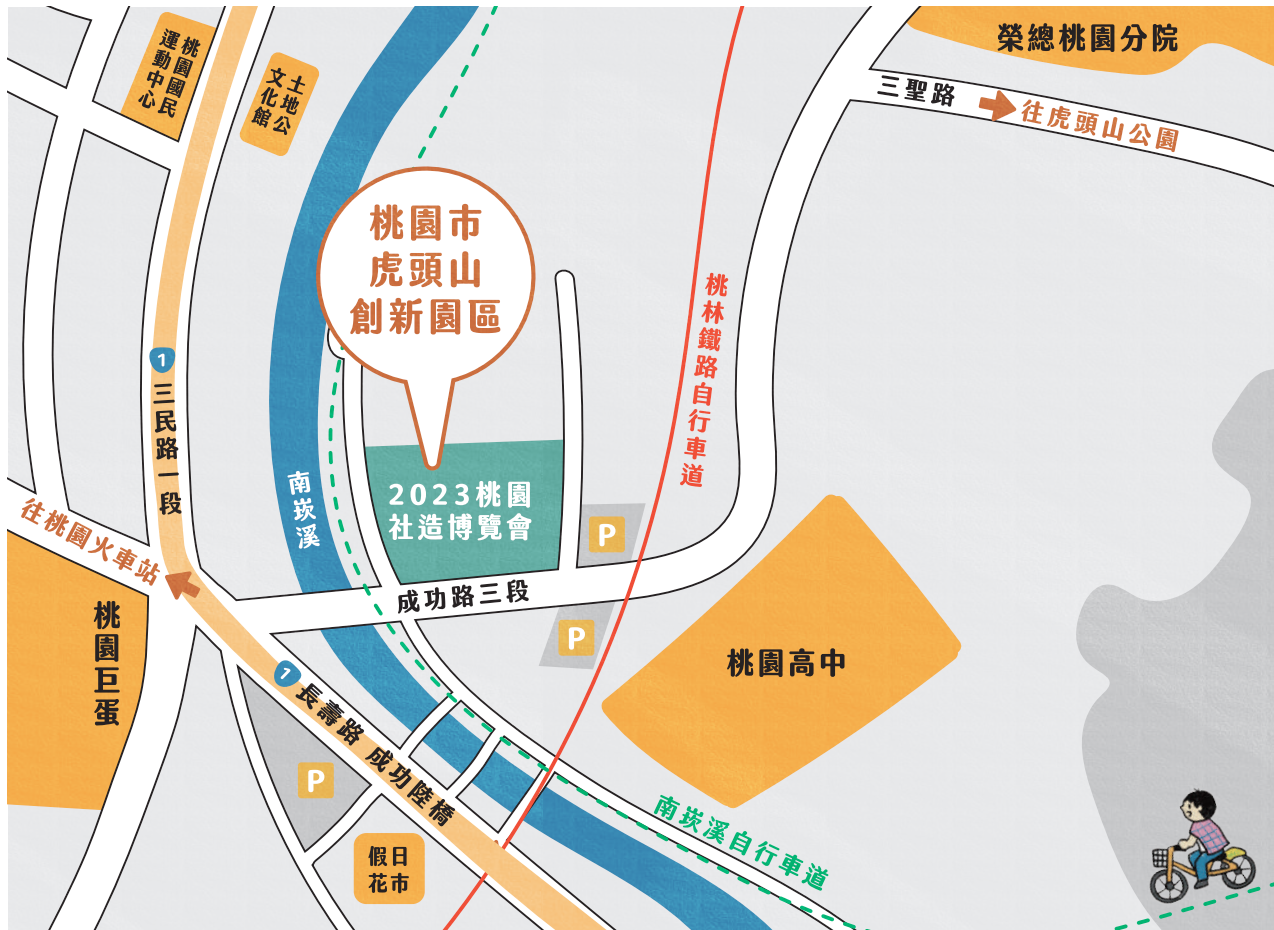 榮總桃園分院
桃園國民
運動中心
土地公
文化館
三聖路
往虎頭山公園
桃園市
虎頭山
創新園區
桃林鐵路自行車道
1
三民路一段
南崁溪
2023桃園
社造博覽會
往桃園火車站
P
成功路三段
P
桃園巨蛋
桃園高中
1
長壽路 成功陸橋
P
南崁溪自行車道
假日
花市